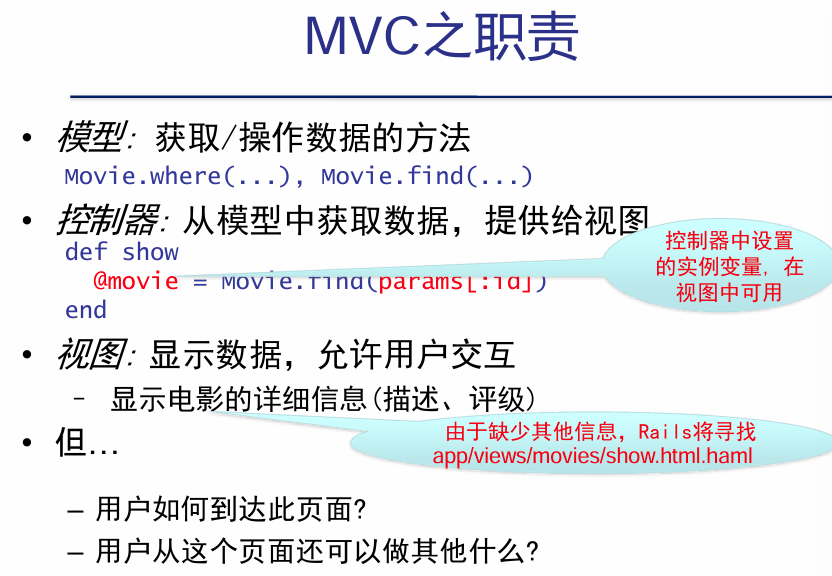 MVC之职责
• 模型: 获取/操作数据的方法
Movie.where(...), Movie.find(...)
• 控制器: 从模型中获取数据，提供给视图
def show
@movie = Movie.find(params[:id])
end
控制器中设置
的实例变量, 在
视图中可用
• 视图: 显示数据，允许用户交互
– 显示电影的详细信息(描述、评级)
由于缺少其他信息，Rails将寻找
app/views/movies/show.html.haml
• 但…
– 用户如何到达此页面?
– 用户从这个页面还可以做其他什么?